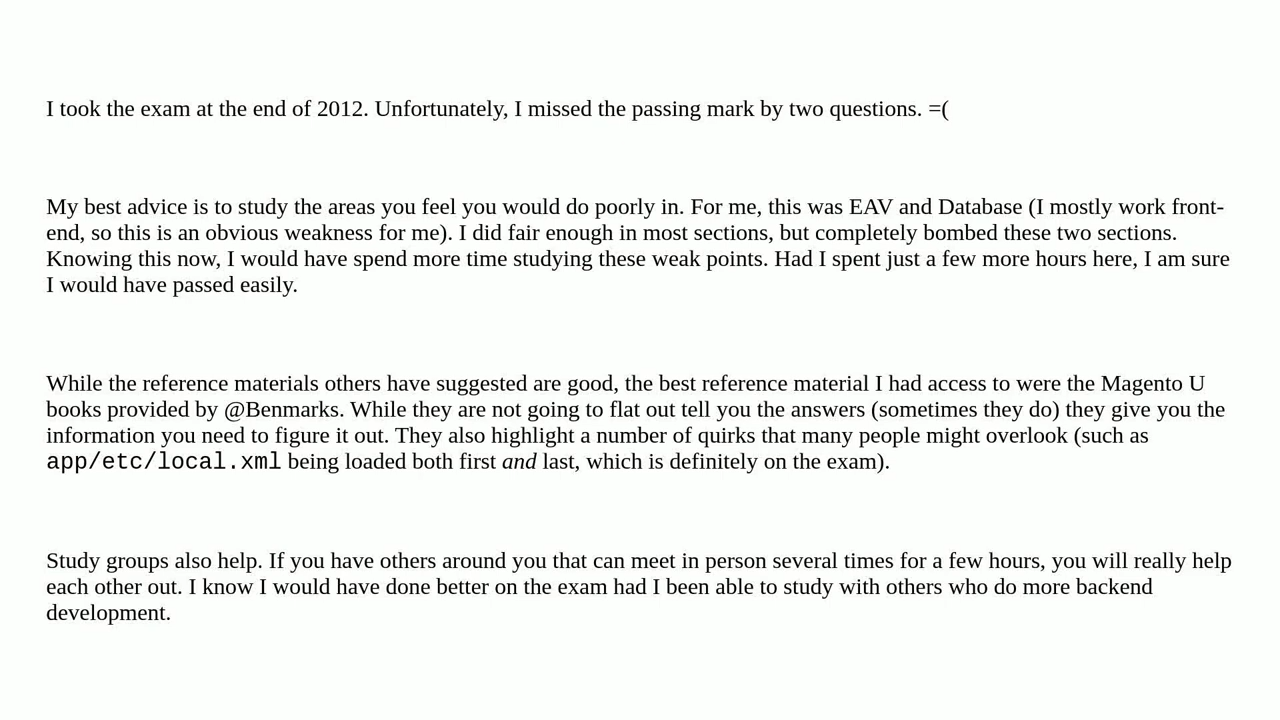 I took the exam at the end of 2012. Unfortunately, I missed the passing mark by two questions. =(
My best advice is to study the areas you feel you would do poorly in. For me, this was EAV and Database (I mostly work front-
end, so this is an obvious weakness for me). I did fair enough in most sections, but completely bombed these two sections.
Knowing this now, I would have spend more time studying these weak points. Had I spent just a few more hours here, I am sure
I would have passed easily.
While the reference materials others have suggested are good, the best reference material I had access to were the Magento U
books provided by @Benmarks. While they are not going to flat out tell you the answers (sometimes they do) they give you the
information you need to figure it out. They also highlight a number of quirks that many people might overlook (such as
app/etc/local.xml being loaded both first and last, which is definitely on the exam).
Study groups also help. If you have others around you that can meet in person several times for a few hours, you will really help
each other out. I know I would have done better on the exam had I been able to study with others who do more backend
development.